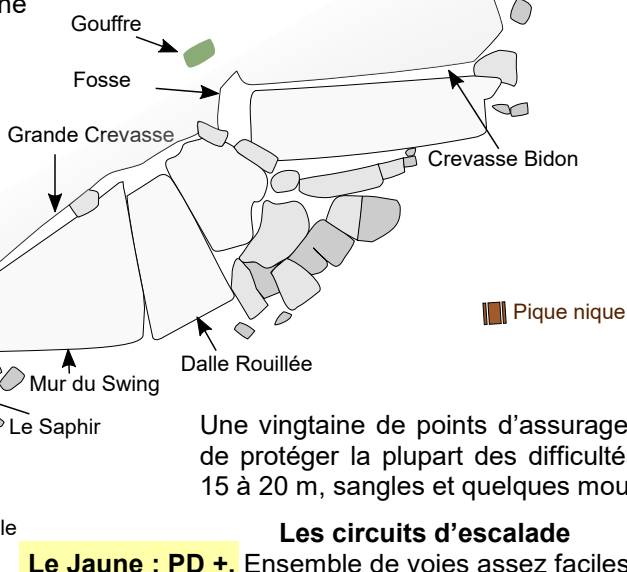 ne
Gouffre
Fosse
Grande Crevasse
Crevasse Bidon
Pique nique
Dalle Rouillée
Mur du Swing
Le Saphir
Une vingtaine de points d’assurage
de protéger la plupart des difficulté
15 à 20 m, sangles et quelques mou
le
Les circuits d’escalade
Le Jaune : PD +. Ensemble de voies assez faciles